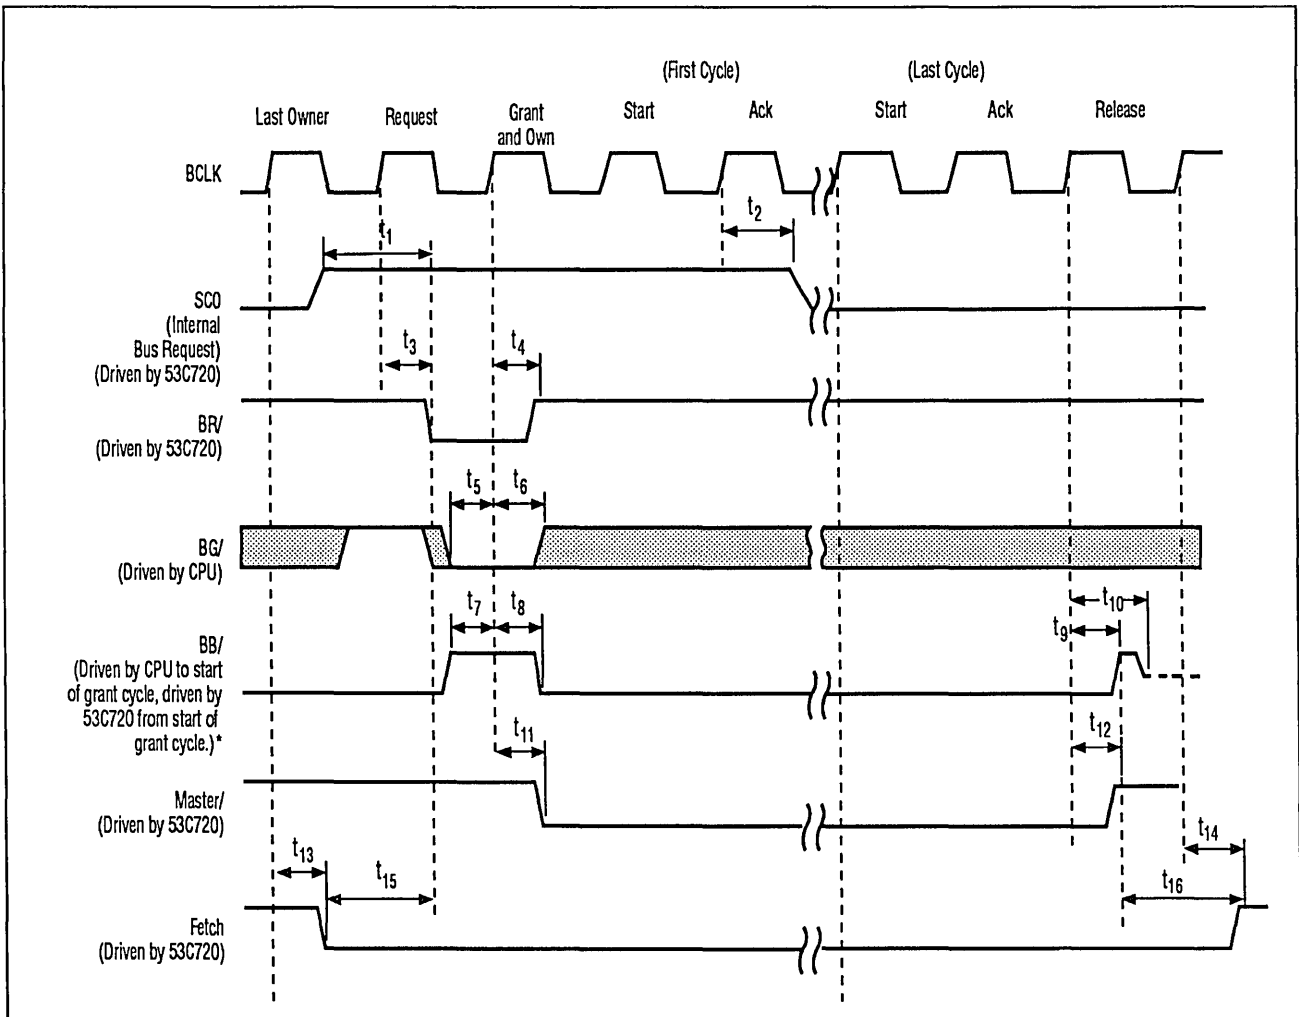 (First Cycle)
(Last Cycle)
Last Owner
Request
Grant
and Own
Start
Ack
Start
Ack
Release
BCLK
t1
t2
SC0
(Internal
Bus Request)
(Driven by 53C720)
t3
t4
BR/
(Driven by 53C720)
t5
t6
BG/
(Driven by CPU)
t7
t8
t9
t10
BB/
(Driven by CPU to start
of grant cycle, driven by
53C720 from start of
grant cycle.)*
t11
t12
Master/
(Driven by 53C720)
t13
t14
t15
t16
Fetch
(Driven by 53C720)